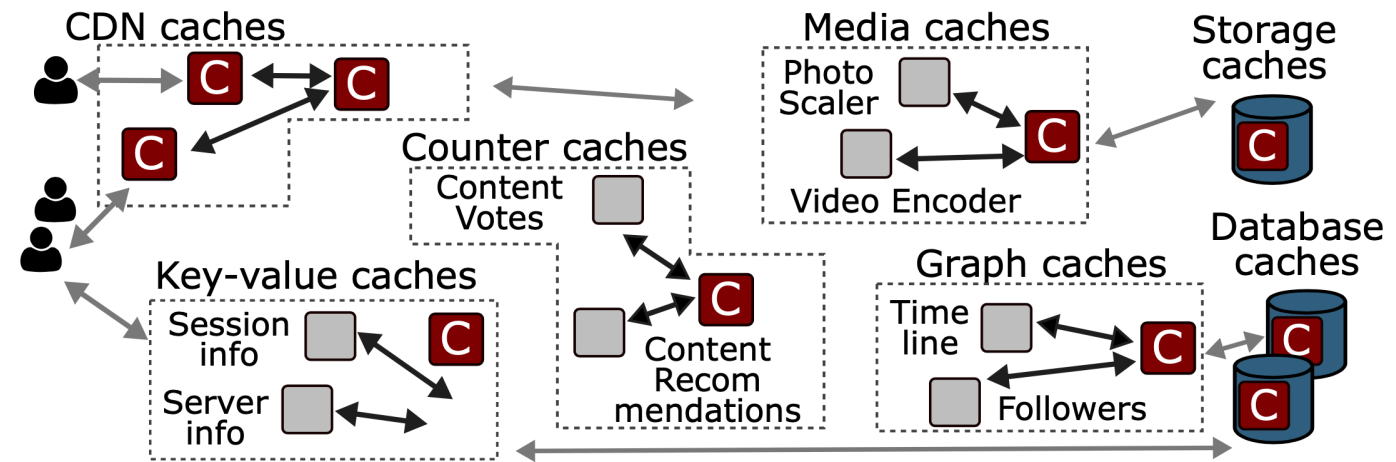 CDN caches
C
C
C
Media caches
Photo
Scaler
C
Video Encoder
Storage
caches
C
Counter caches
Content
Votes
C
Content
Recom
mendations
Key-value caches
Session
info
C
Server
info
Graph caches
Time
line
C
Followers
Database
caches
C
C